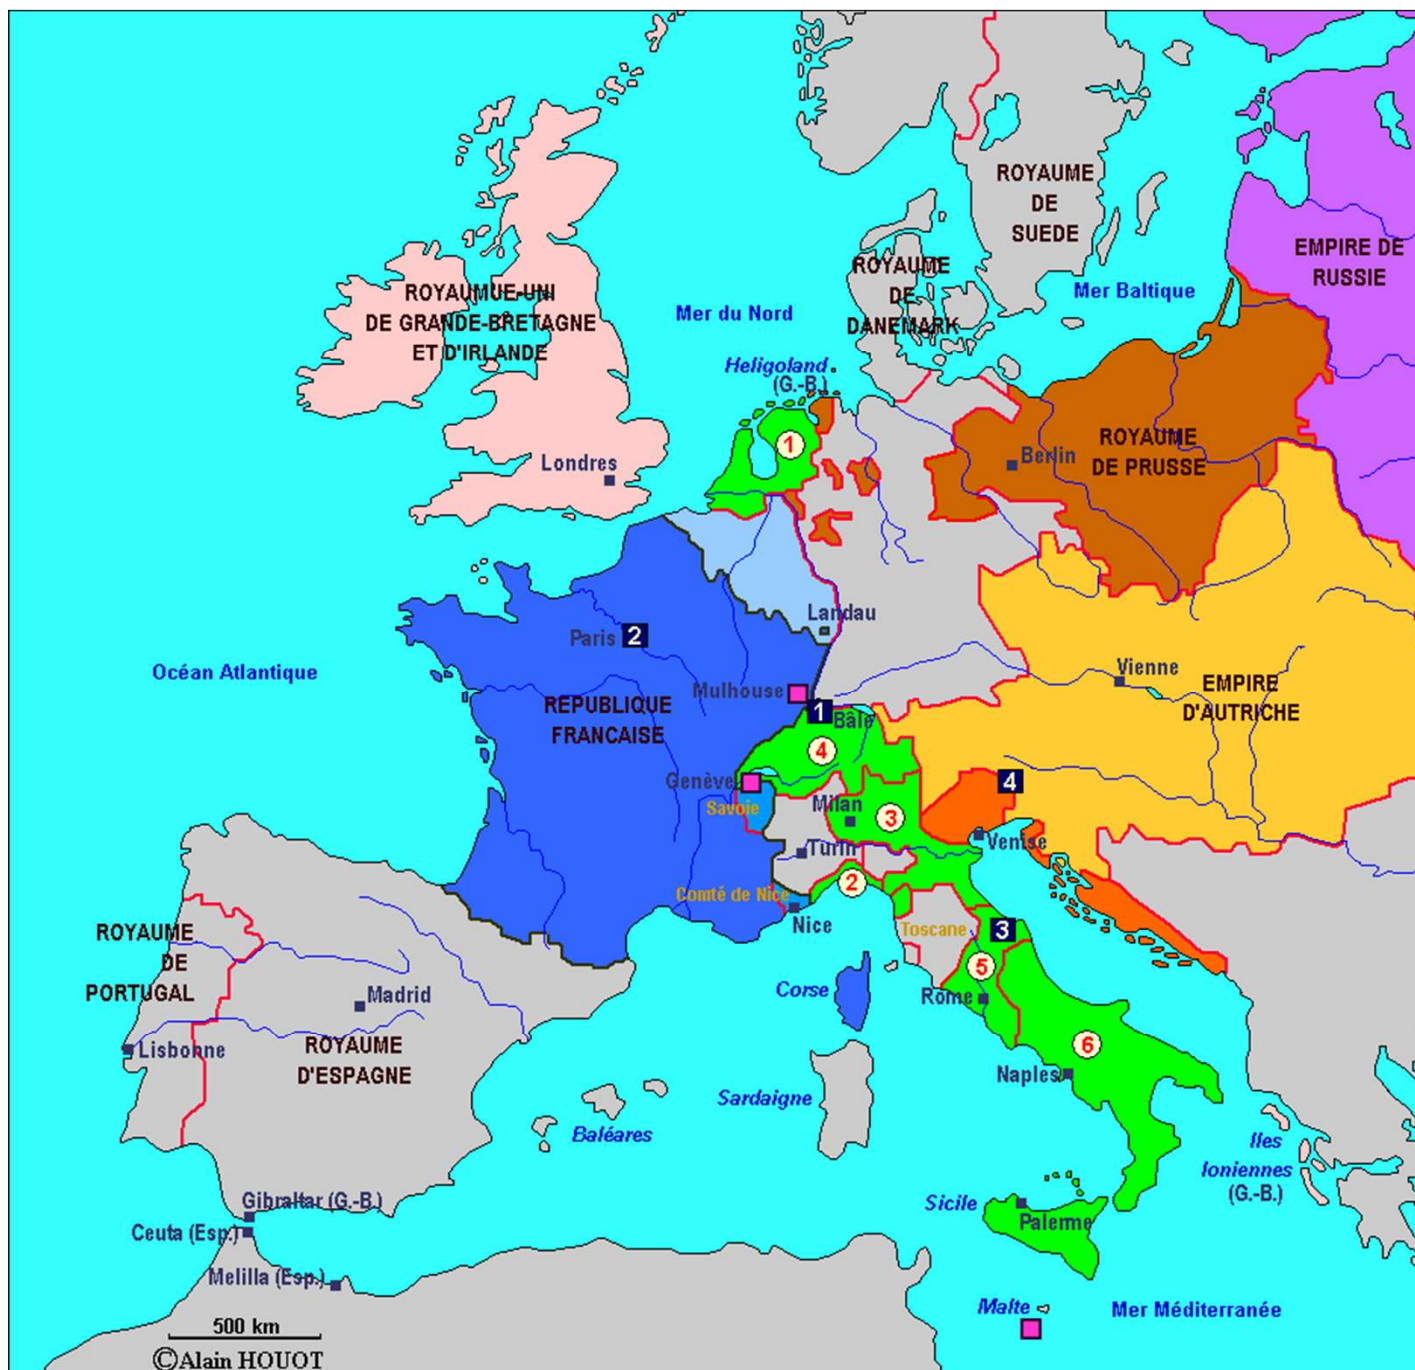 ROYAUME
DE
SUEDE
EMPIRE DE
RUSSIE
ROYAUME
DE
DANEMARK
Mer Baltique
ROYAUMUE-UNI
DE GRANDE-BRETAGNE
ET D'IRLANDE
Mer du Nord
Heligoland
(G.-B.)
1
ROYAUME
DE PRUSSE
Berlin
Londres
Landau
Paris 2
Océan Atlantique
Vienne
Mulhouse
EMPIRE
D'AUTRICHE
REPUBLIQUE
FRANCAISE
1
Bâle
4
Genève
4
Savoie
Milan
3
Venise
Turin
2
Comté de Nice
Nice
Toscane
3
ROYAUME
DE
PORTUGAL
5
Corse
Rome
Madrid
Lisbonne
ROYAUME
D'ESPAGNE
6
Naples
Sardaigne
Baléares
Iles
Ioniennes
(G.-B.)
Gibraltar (G.-B.)
Ceuta (Esp.)
Sicile
Palerme
Melilla (Esp.)
Malte
Mer Méditerranée
500 km
©Alain HOUOT